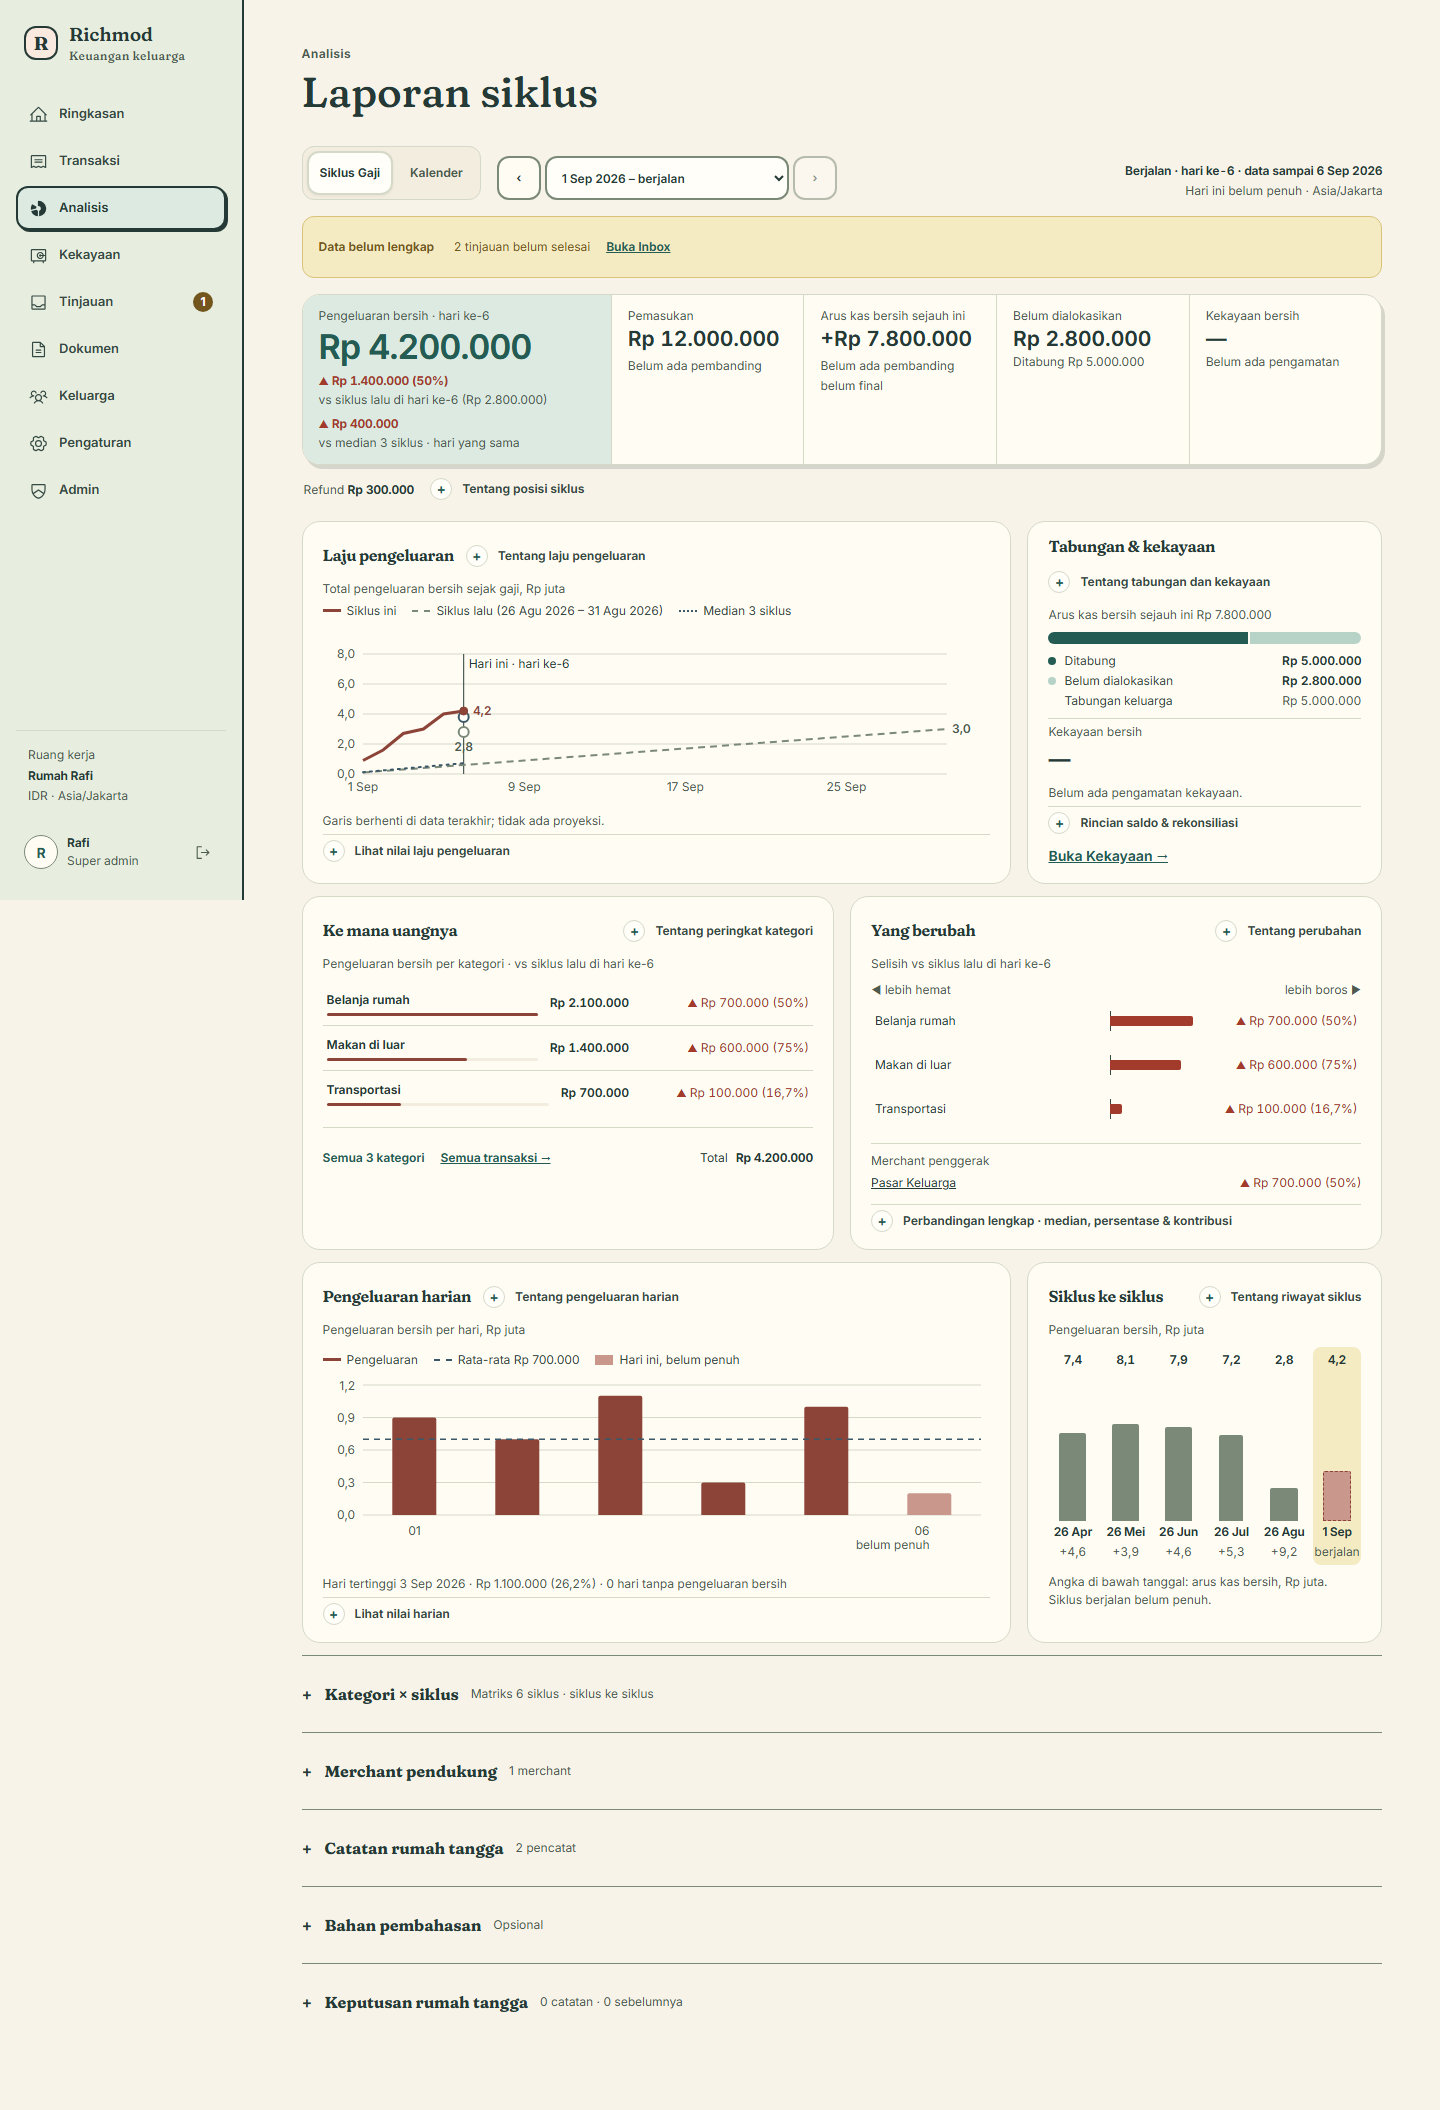 R
Richmod
Keuangan keluarga
Ringkasan
Transaksi
Analisis
Kekayaan
Tinjauan
1
Dokumen
Keluarga
Pengaturan
Admin
Ruang kerja
Rumah Rafi
IDR · Asia/Jakarta
R
Rafi
Super admin
Analisis
Laporan siklus
Siklus Gaji
Kalender
‹
1 Sep 2026 – berjalan
›
Berjalan · hari ke-6 · data sampai 6 Sep 2026
Hari ini belum penuh · Asia/Jakarta
Data belum lengkap 2 tinjauan belum selesai Buka Inbox
Pengeluaran bersih · hari ke-6
Rp 4.200.000
▲ Rp 1.400.000 (50%)
vs siklus lalu di hari ke-6 (Rp 2.800.000)
▲ Rp 400.000
vs median 3 siklus · hari yang sama
Pemasukan
Rp 12.000.000
Belum ada pembanding
Arus kas bersih sejauh ini
+Rp 7.800.000
Belum ada pembanding
belum final
Belum dialokasikan
Rp 2.800.000
Ditabung Rp 5.000.000
Kekayaan bersih
—
Belum ada pengamatan
Refund Rp 300.000 + Tentang posisi siklus
Laju pengeluaran + Tentang laju pengeluaran
Total pengeluaran bersih sejak gaji, Rp juta
Siklus ini Siklus lalu (26 Agu 2026 – 31 Agu 2026) Median 3 siklus
8,0
6,0
4,0
2,0
0,0
Hari ini · hari ke-6
4,2
2,8
3,0
1 Sep 9 Sep 17 Sep 25 Sep
Garis berhenti di data terakhir; tidak ada proyeksi.
+ Lihat nilai laju pengeluaran
Tabungan & kekayaan
+ Tentang tabungan dan kekayaan
Arus kas bersih sejauh ini Rp 7.800.000
Ditabung Rp 5.000.000
Belum dialokasikan Rp 2.800.000
Tabungan keluarga Rp 5.000.000
Kekayaan bersih
—
Belum ada pengamatan kekayaan.
+ Rincian saldo & rekonsiliasi
Buka Kekayaan →
Ke mana uangnya + Tentang peringkat kategori
Pengeluaran bersih per kategori · vs siklus lalu di hari ke-6
Belanja rumah Rp 2.100.000 ▲ Rp 700.000 (50%)
Makan di luar Rp 1.400.000 ▲ Rp 600.000 (75%)
Transportasi Rp 700.000 ▲ Rp 100.000 (16,7%)
Semua 3 kategori Semua transaksi → Total Rp 4.200.000
Yang berubah + Tentang perubahan
Selisih vs siklus lalu di hari ke-6
◀ lebih hemat lebih boros ▶
Belanja rumah ▲ Rp 700.000 (50%)
Makan di luar ▲ Rp 600.000 (75%)
Transportasi ▲ Rp 100.000 (16,7%)
Merchant penggerak
Pasar Keluarga ▲ Rp 700.000 (50%)
+ Perbandingan lengkap · median, persentase & kontribusi
Pengeluaran harian + Tentang pengeluaran harian
Pengeluaran bersih per hari, Rp juta
Pengeluaran Rata-rata Rp 700.000 Hari ini, belum penuh
1,2
0,9
0,6
0,3
0,0
01 06
belum penuh
Hari tertinggi 3 Sep 2026 · Rp 1.100.000 (26,2%) · 0 hari tanpa pengeluaran bersih
+ Lihat nilai harian
Siklus ke siklus + Tentang riwayat siklus
Pengeluaran bersih, Rp juta
7,4 8,1 7,9 7,2 2,8 4,2
26 Apr 26 Mei 26 Jun 26 Jul 26 Agu 1 Sep
+4,6 +3,9 +4,6 +5,3 +9,2 berjalan
Angka di bawah tanggal: arus kas bersih, Rp juta.
Siklus berjalan belum penuh.
+ Kategori × siklus Matriks 6 siklus · siklus ke siklus
+ Merchant pendukung 1 merchant
+ Catatan rumah tangga 2 pencatat
+ Bahan pembahasan Opsional
+ Keputusan rumah tangga 0 catatan · 0 sebelumnya